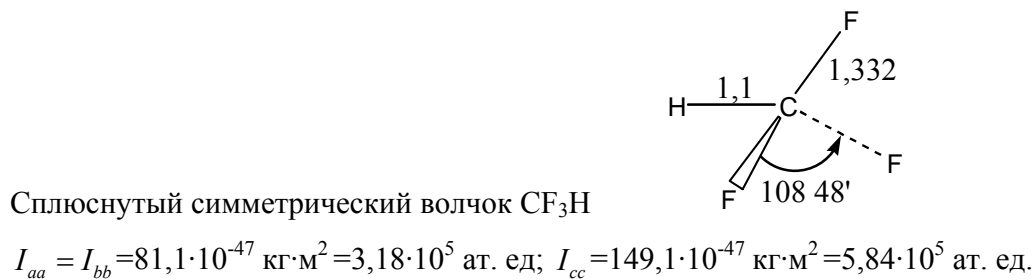 F
1,332
1,1
H
C
F
F
108 48'
Сплюснутый симметрический волчок CF₃H
I_aa = I_bb =81,1·10⁻⁴⁷ кг·м²=3,18·10⁵ ат. ед; I_cc=149,1·10⁻⁴⁷ кг·м²=5,84·10⁵ ат. ед.